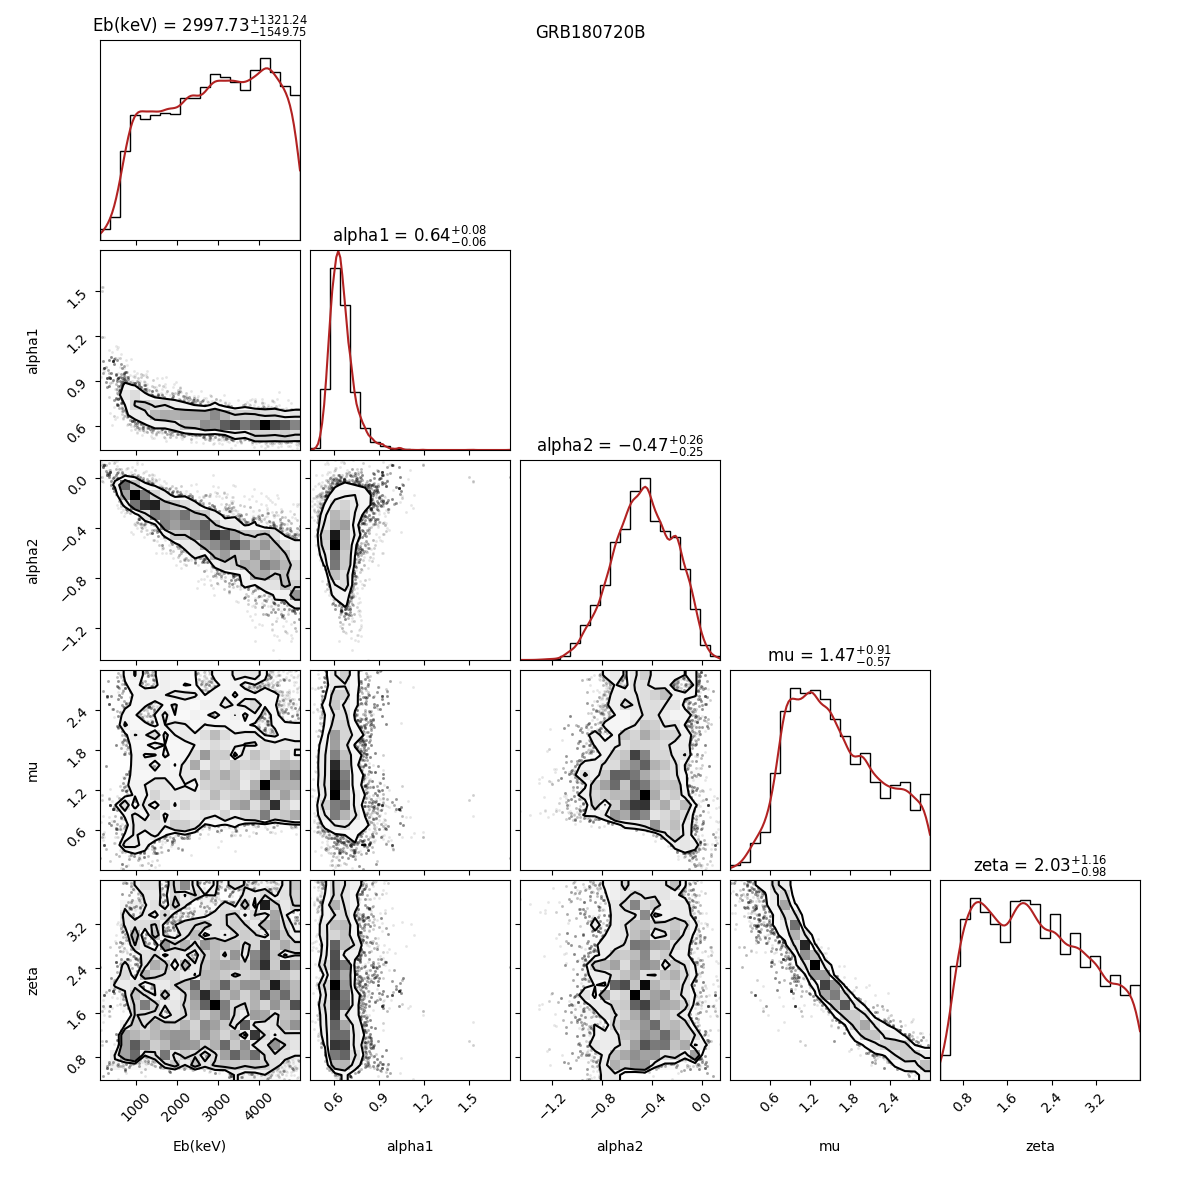 Eb(keV) = 2997.73+1321.24
−1549.75
GRB180720B
alpha1 = 0.64+0.08
−0.06
1.5
1.2
0.9
0.6
alpha1
alpha2 = −0.47+0.26
−0.25
0.0
−0.4
−0.8
−1.2
alpha2
mu = 1.47+0.91
−0.57
2.4
1.8
1.2
0.6
mu
zeta = 2.03+1.16
−0.98
3.2
2.4
1.6
0.8
zeta
1000 2000 3000 4000
0.6 0.9 1.2 1.5
−1.2 −0.8 −0.4 0.0
0.6 1.2 1.8 2.4
0.8 1.6 2.4 3.2
Eb(keV) alpha1 alpha2 mu zeta